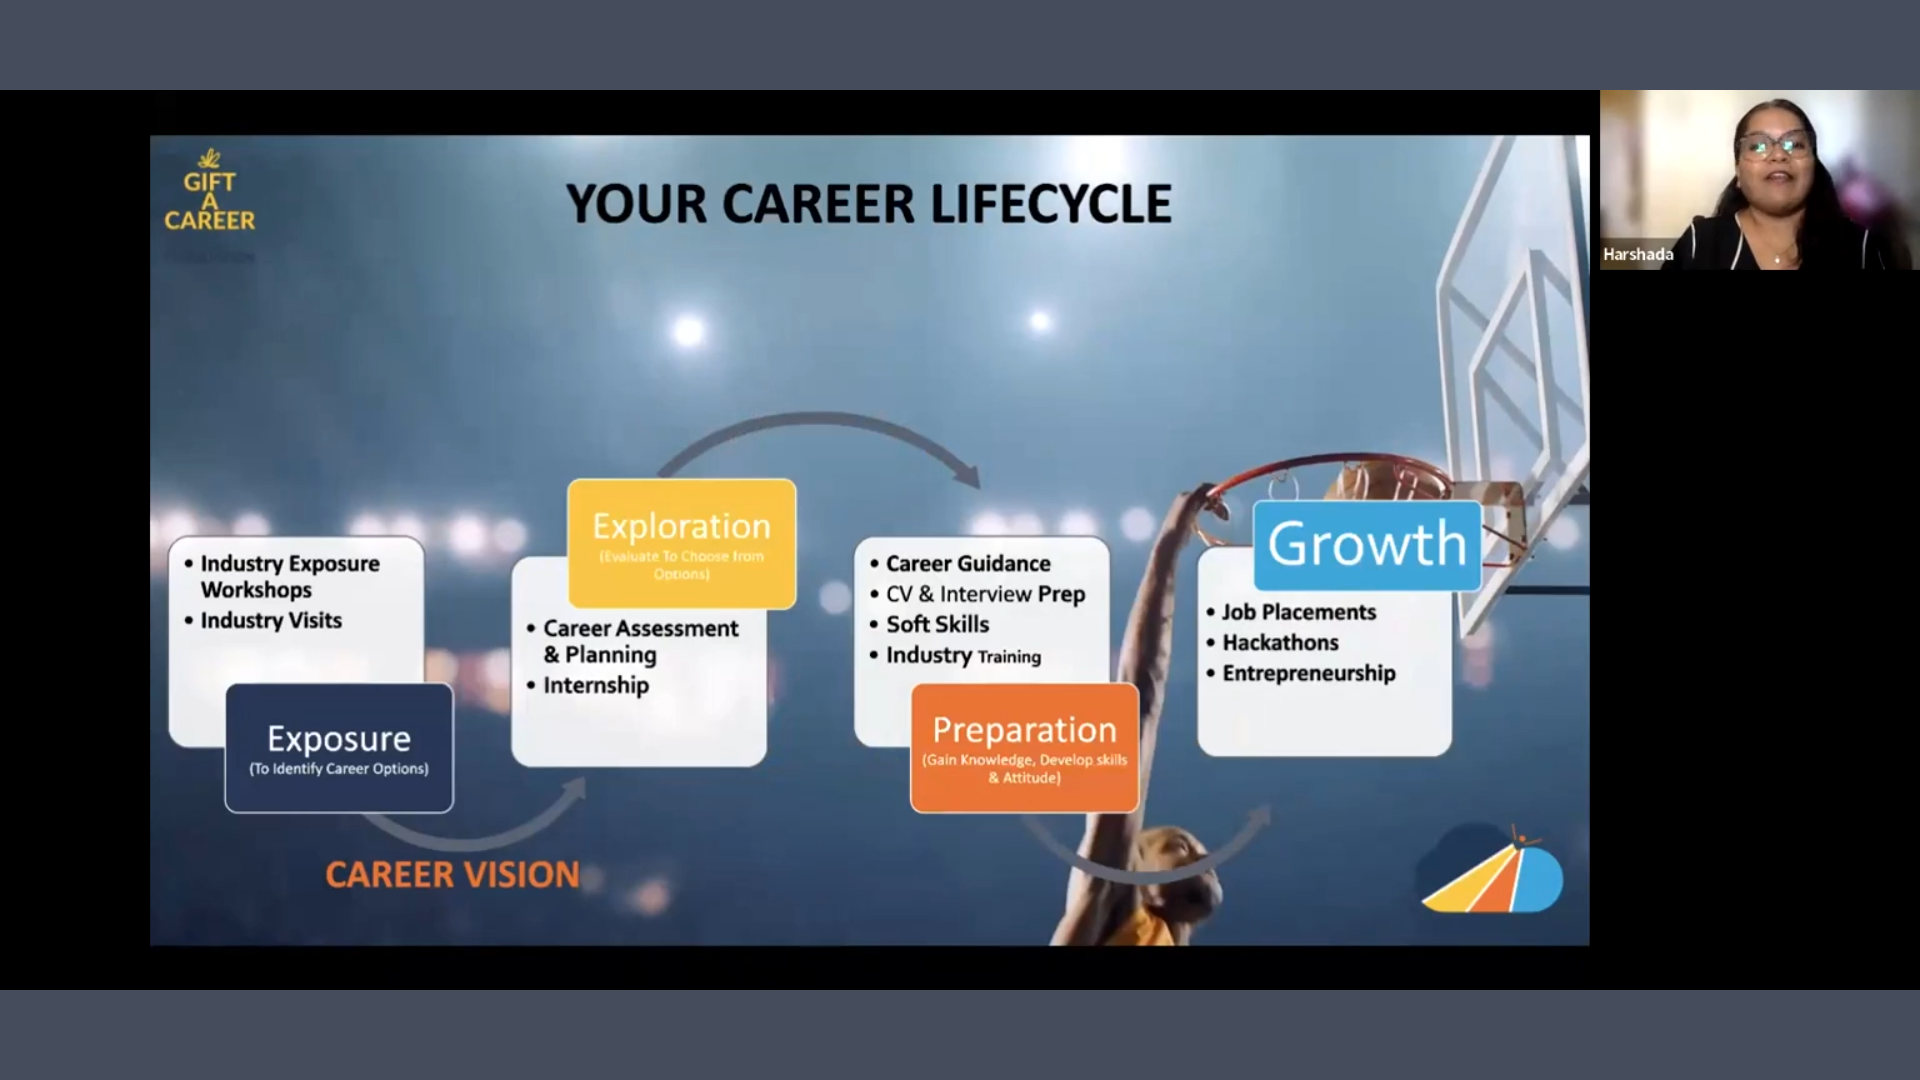 GIFT
A
CAREER
YOUR CAREER LIFECYCLE
Harshada
• Industry Exposure
Workshops
• Industry Visits
Exposure
(To Identify Career Options)
CAREER VISION
Exploration
(Evaluate To Choose from
Options)
• Career Assessment
& Planning
• Internship
• Career Guidance
• CV & Interview Prep
• Soft Skills
• Industry Training
Preparation
(Gain Knowledge, Develop skills
& Attitude)
Growth
• Job Placements
• Hackathons
• Entrepreneurship